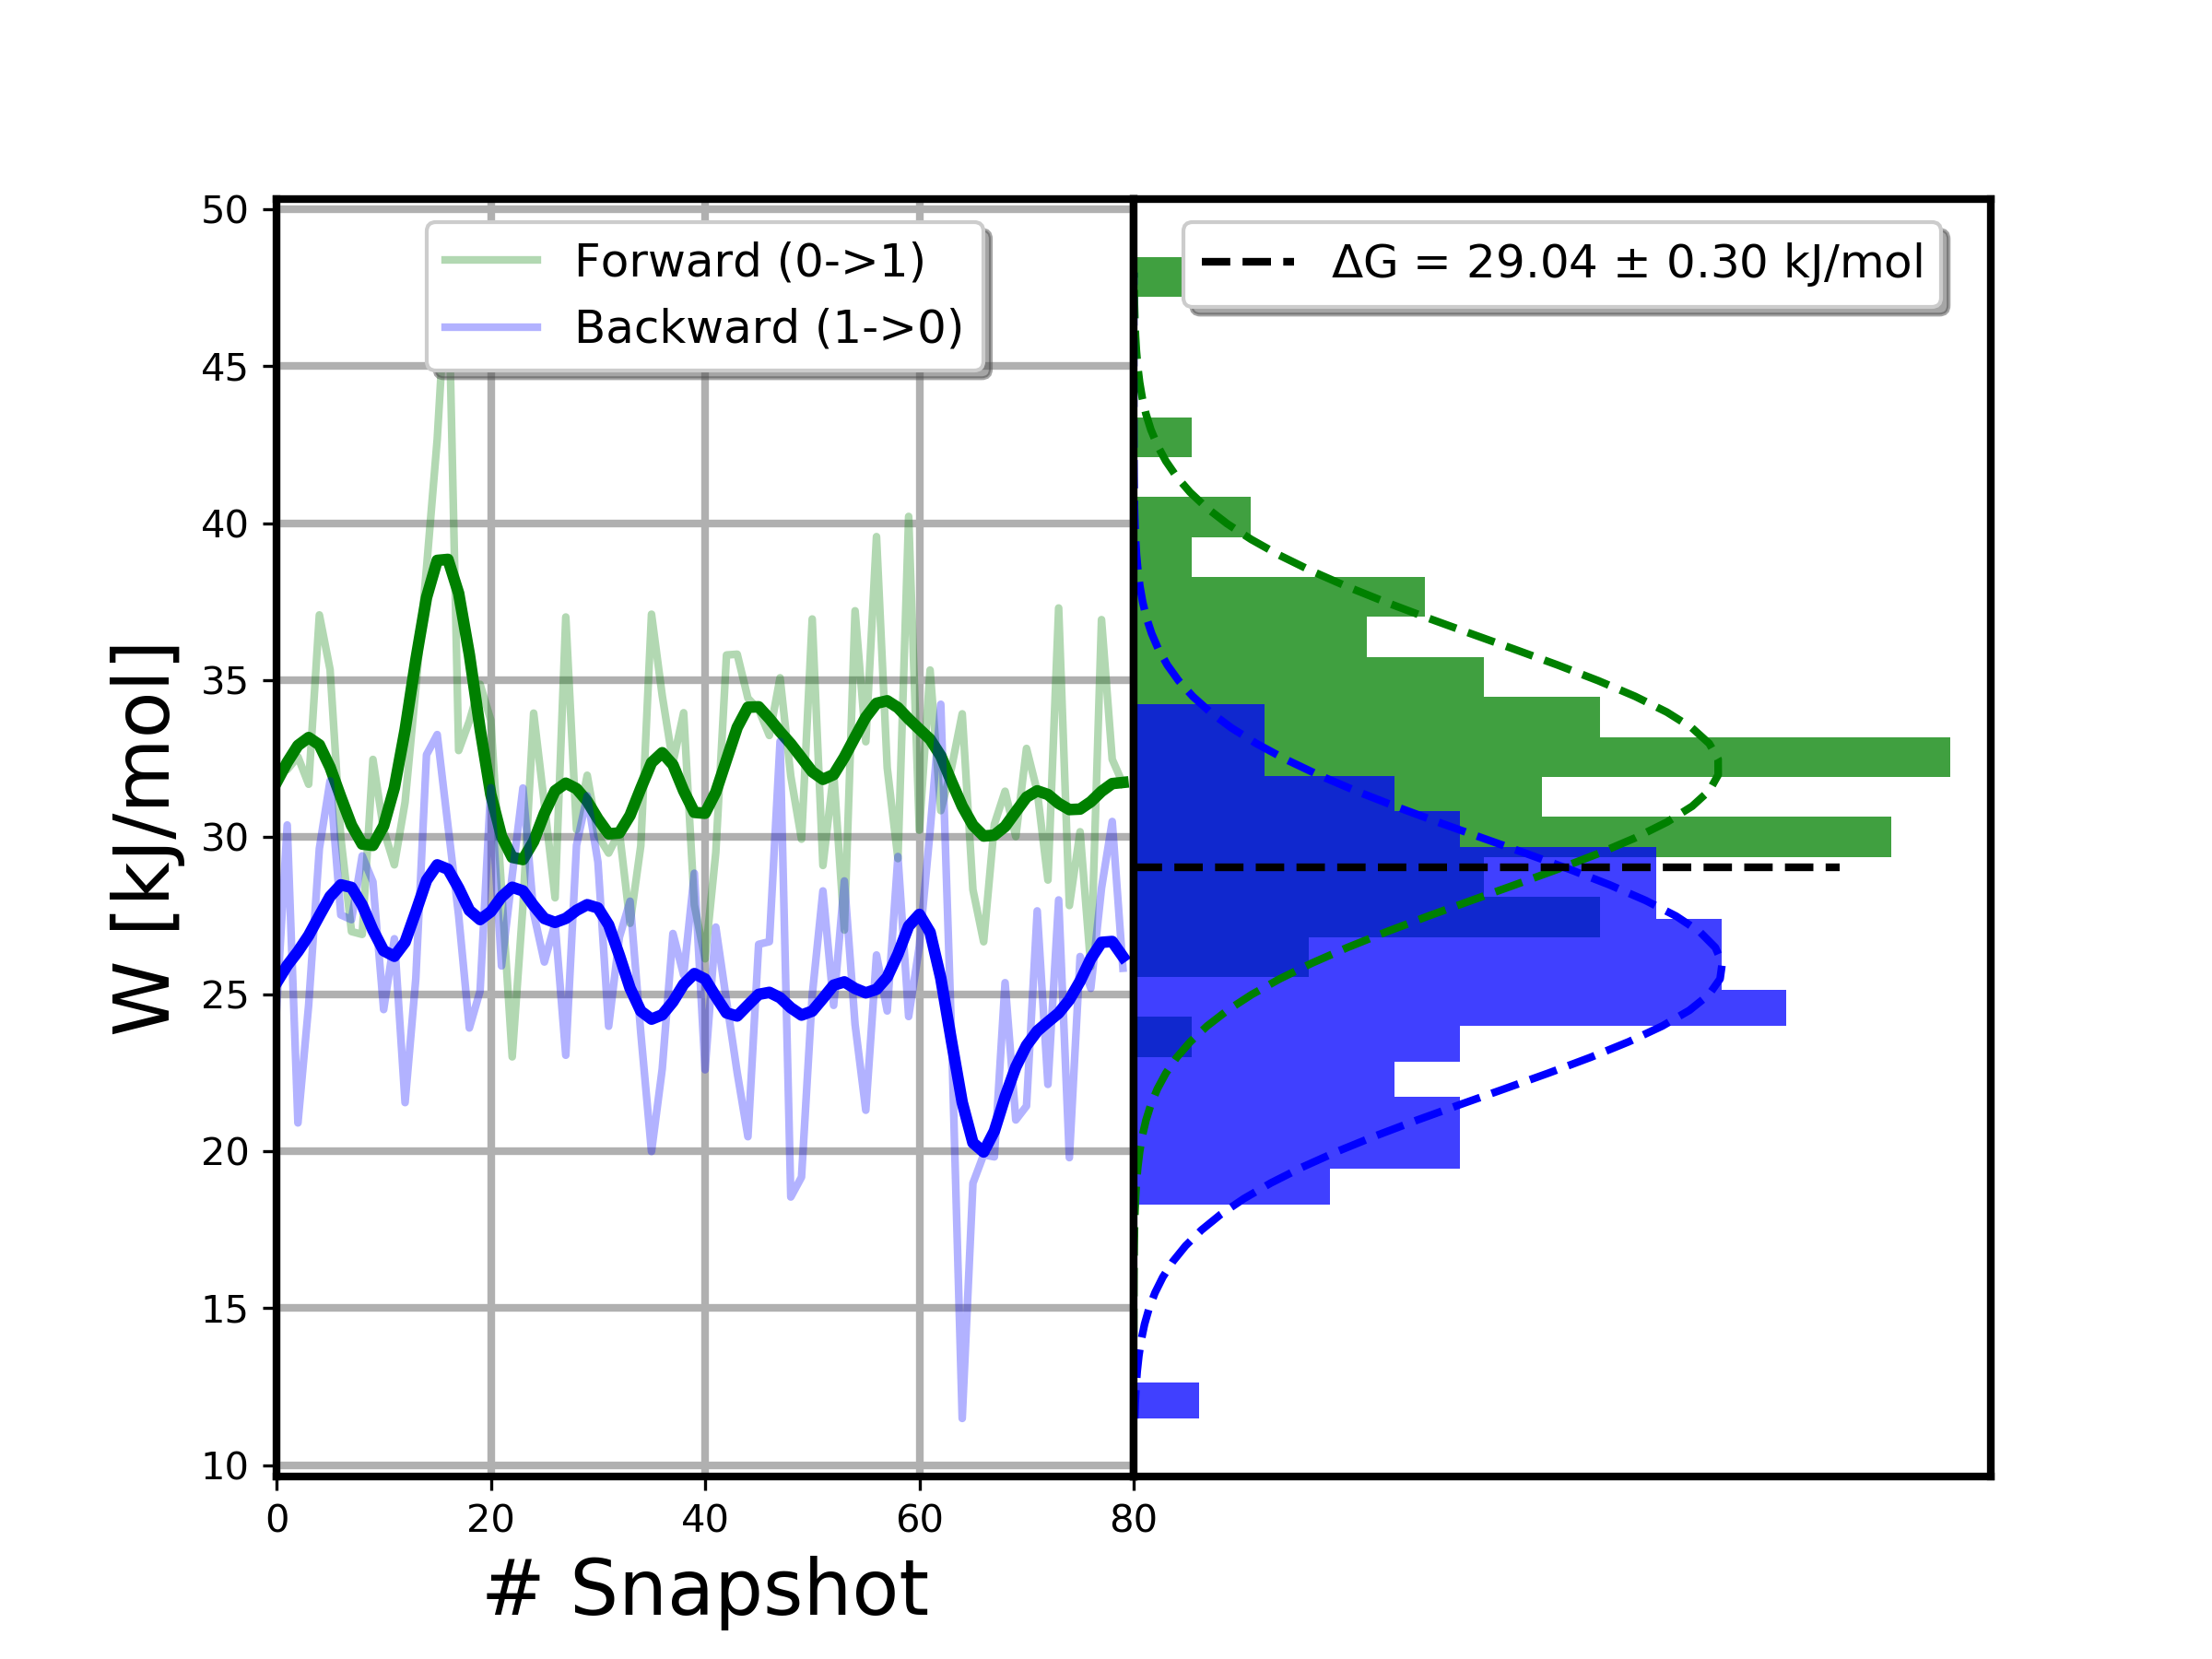 W [kJ/mol]
50
45
40
35
30
25
20
15
10
Forward (0->1)
Backward (1->0)
ΔG = 29.04 ± 0.30 kJ/mol
0 20 40 60 80
# Snapshot